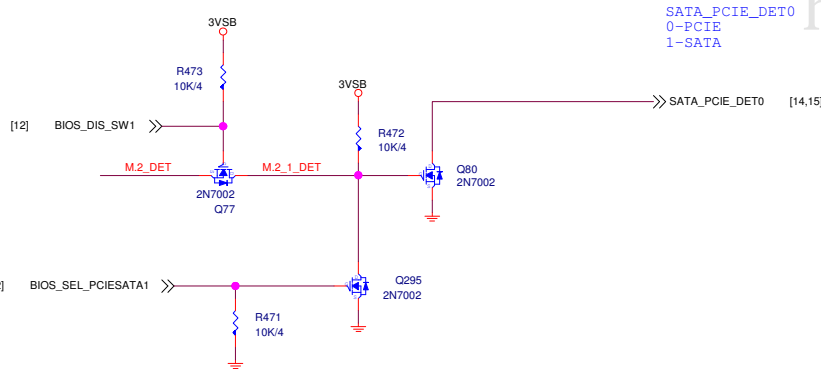 SATA_PCIE_DET0
0-PCIE
1-SATA
3VSB
R473
10K/4
3VSB
SATA_PCIE_DET0 [14,15]
[12] BIOS_DIS_SW1
R472
10K/4
M.2_DET
M.2_1_DET
Q80
2N7002
2N7002
Q77
BIOS_SEL_PCIESATA1
Q295
2N7002
R471
10K/4